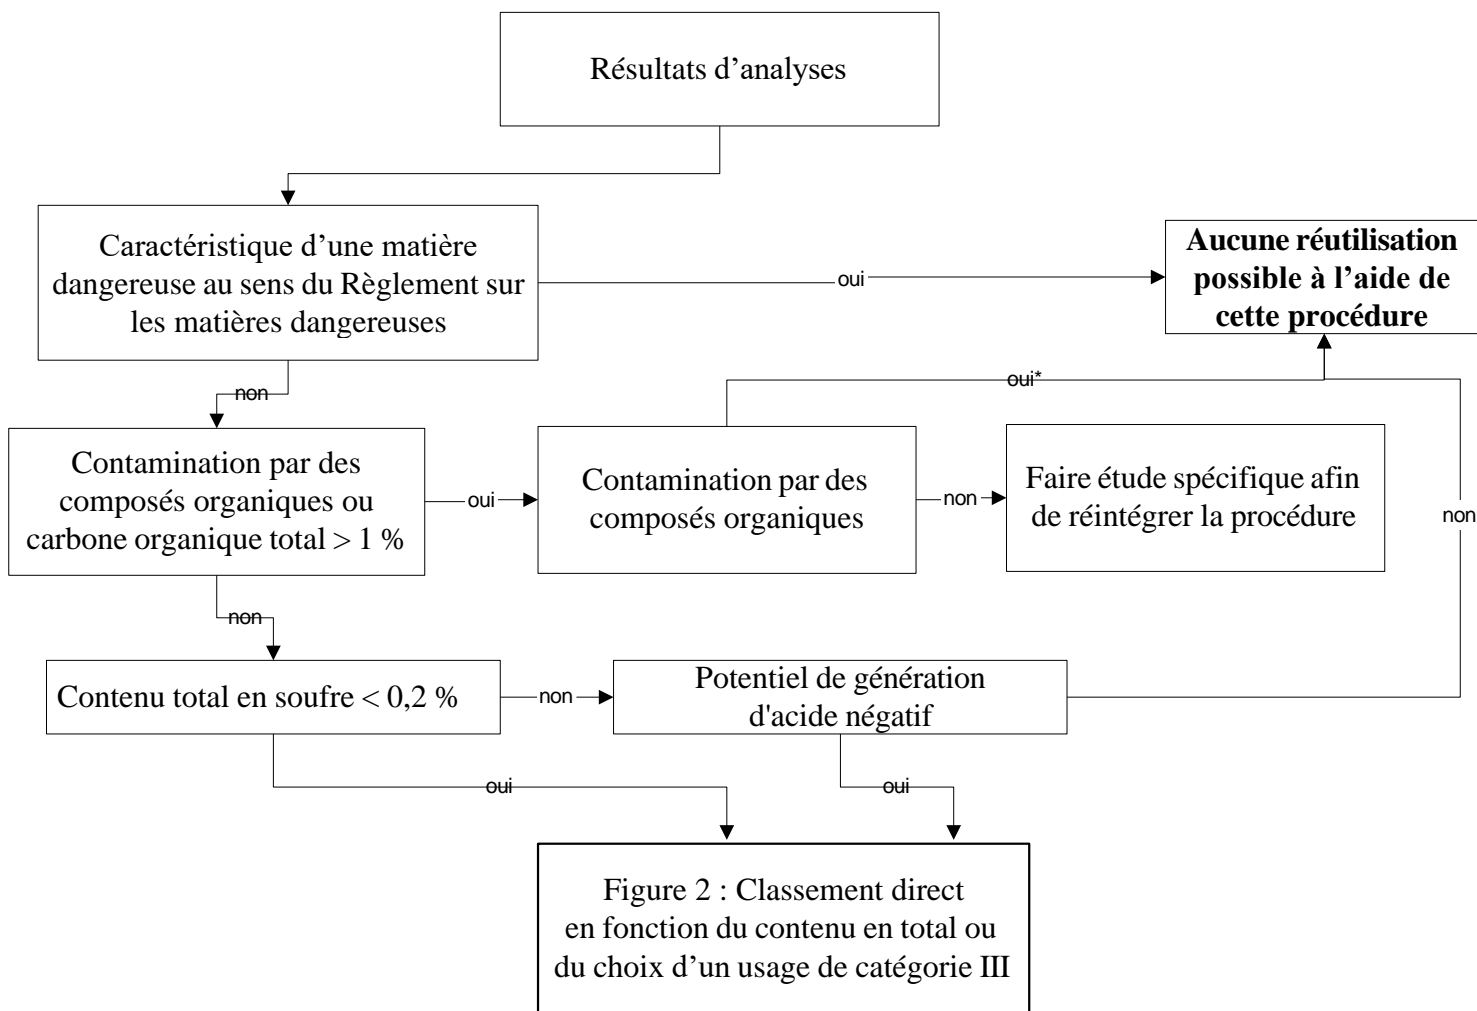 Résultats d’analyses
Caractéristique d’une matière
dangereuse au sens du Règlement sur
les matières dangereuses
oui
Aucune réutilisation
possible à l’aide de
cette procédure
non
oui*
Contamination par des
composés organiques ou
carbone organique total > 1 %
oui
Contamination par des
composés organiques
non
Faire étude spécifique afin
de réintégrer la procédure
non
non
Contenu total en soufre < 0,2 %
non
Potentiel de génération
d'acide négatif
oui
oui
Figure 2 : Classement direct
en fonction du contenu en total ou
du choix d’un usage de catégorie III